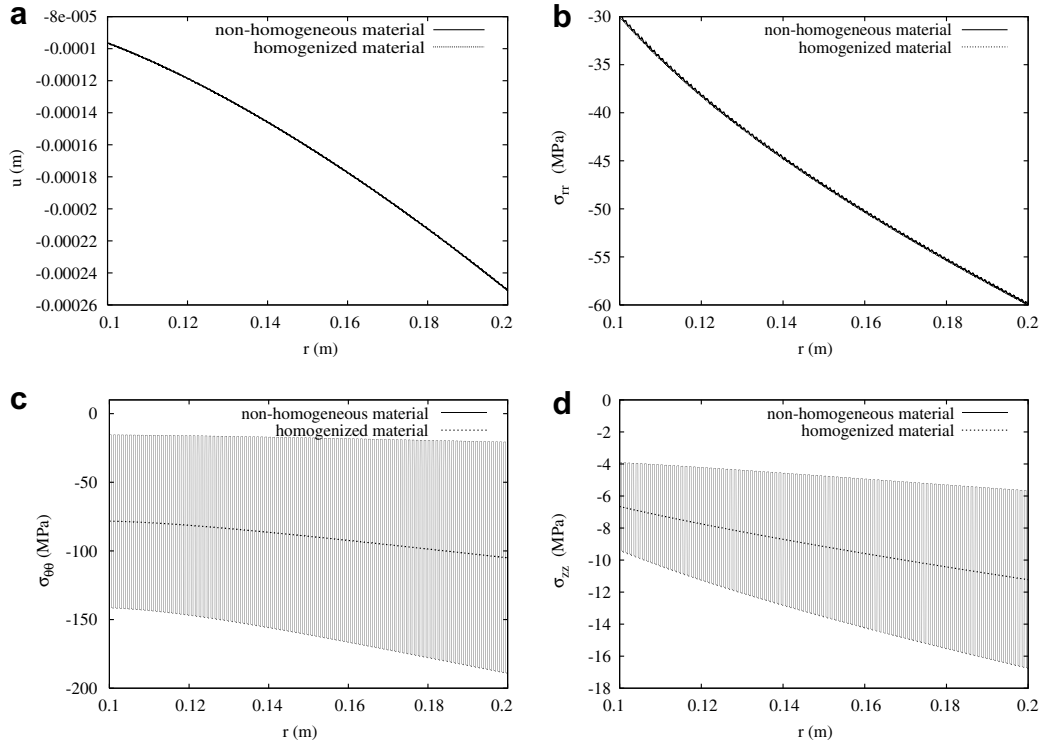 a
-8e-005
-0.0001
-0.00012
-0.00014
-0.00016
-0.00018
-0.0002
-0.00022
-0.00024
-0.00026
u (m)
non-homogeneous material
homogenized material
0.1 0.12 0.14 0.16 0.18 0.2
r (m)
b
-30
-35
-40
-45
-50
-55
-60
σrr (MPa)
non-homogeneous material
homogenized material
0.1 0.12 0.14 0.16 0.18 0.2
r (m)
c
0
-50
-100
-150
-200
σθθ (MPa)
non-homogeneous material
homogenized material
0.1 0.12 0.14 0.16 0.18 0.2
r (m)
d
0
-2
-4
-6
-8
-10
-12
-14
-16
-18
σzz (MPa)
non-homogeneous material
homogenized material
0.1 0.12 0.14 0.16 0.18 0.2
r (m)